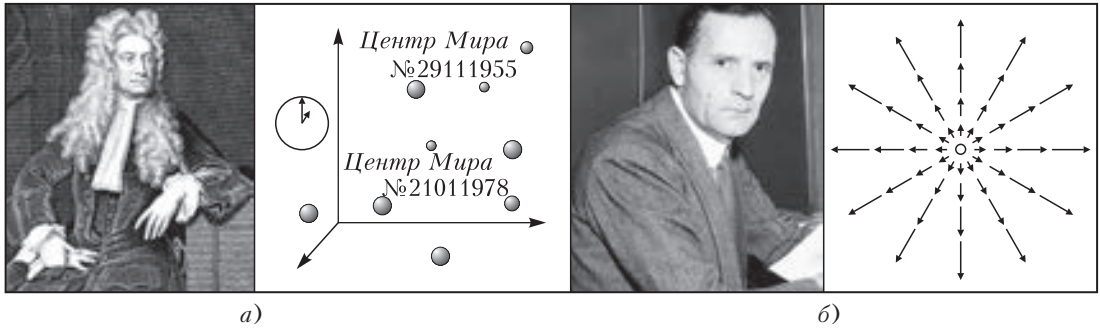 Центр Мира
№29111955
Центр Мира
№21011978
а)
б)